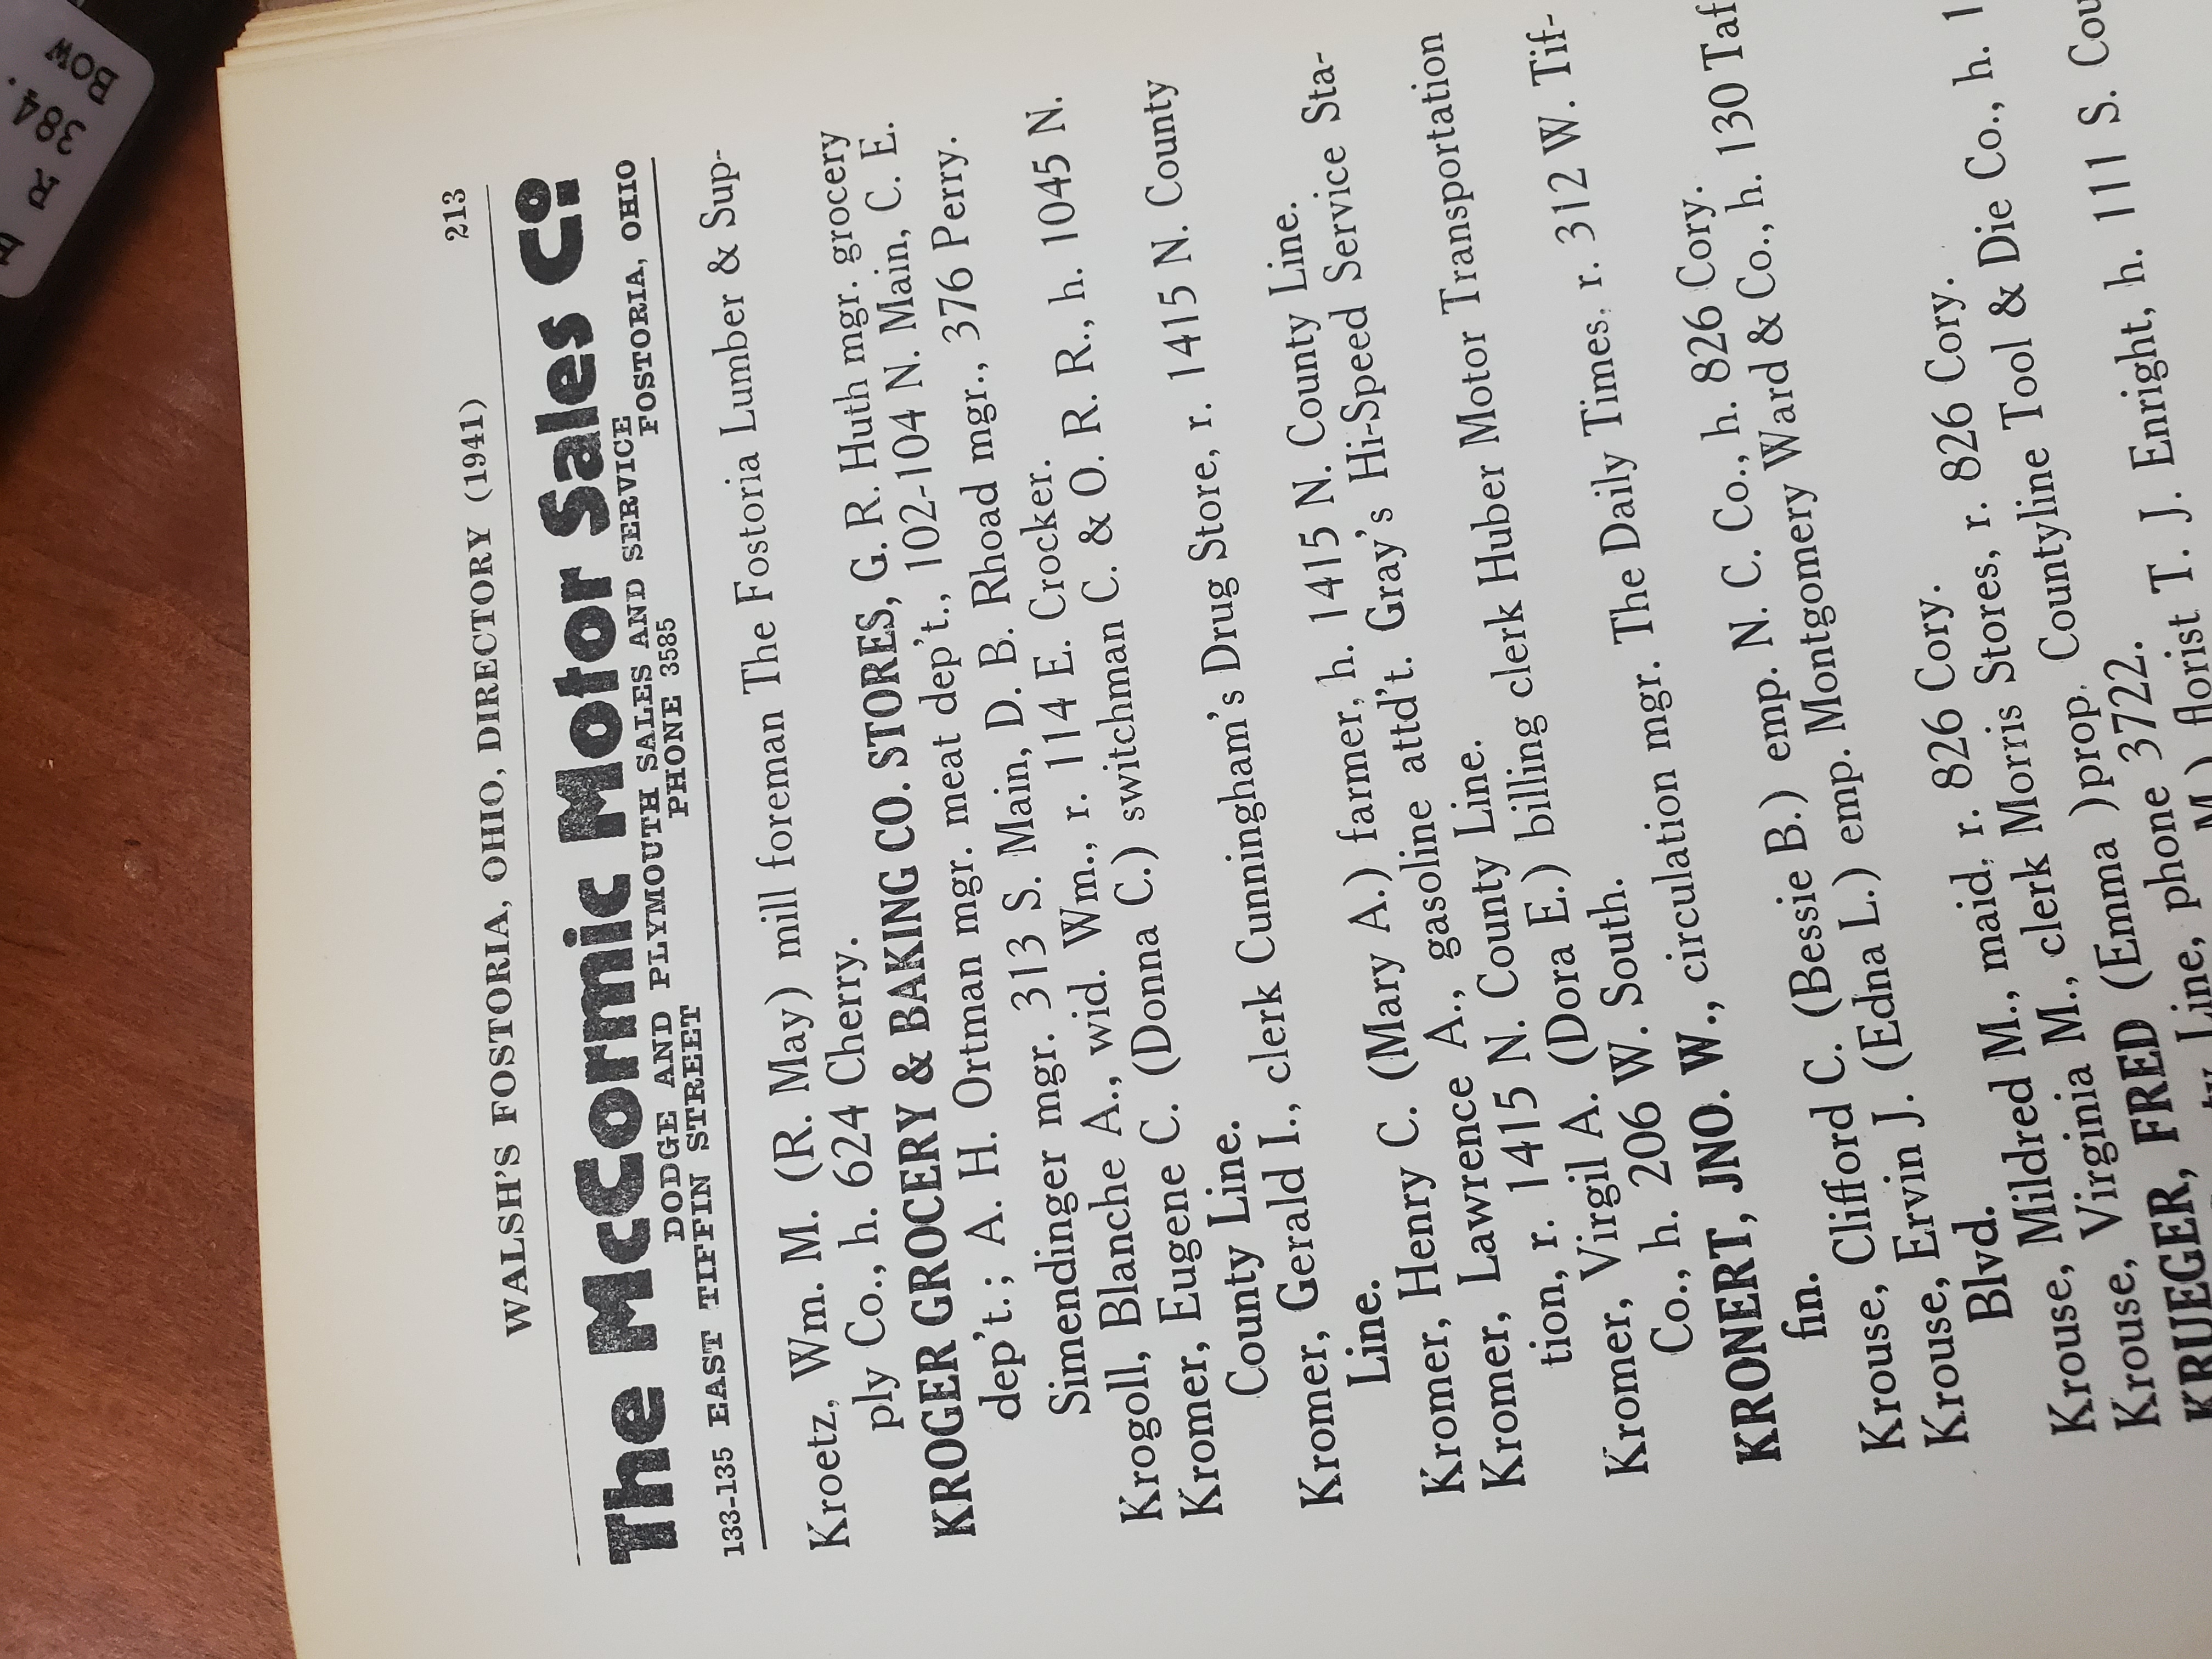 R
384.
BOW
WALSH'S FOSTORIA, OHIO, DIRECTORY (1941) 213
The McCormic Motor Sales Co.
DODGE AND PLYMOUTH SALES AND SERVICE
133-135 EAST TIFFIN STREET PHONE 3585 FOSTORIA, OHIO
Kroetz, Wm. M. (R. May) mill foreman The Fostoria Lumber & Sup-
ply Co., h. 624 Cherry.
KROGER GROCERY & BAKING CO. STORES, G. R. Huth mgr. grocery
dep't.; A. H. Ortman mgr. meat dep't., 102-104 N. Main, C. E.
Simendinger mgr. 313 S. Main, D. B. Rhoad mgr., 376 Perry.
Krogoll, Blanche A., wid. Wm., r. 114 E. Crocker.
Kromer, Eugene C. (Donna C.) switchman C. & O. R. R., h. 1045 N.
County Line.
Kromer, Gerald I., clerk Cunningham's Drug Store, r. 1415 N. County
Line.
Kromer, Henry C. (Mary A.) farmer, h. 1415 N. County Line.
Kromer, Lawrence A., gasoline attd't. Gray's Hi-Speed Service Sta-
tion, r. 1415 N. County Line.
Kromer, Virgil A. (Dora E.) billing clerk Huber Motor Transportation
Co., h. 206 W. South.
KRONERT, JNO. W., circulation mgr. The Daily Times, r. 312 W. Tif-
fin.
Krouse, Clifford C. (Bessie B.) emp. N. C. Co., h. 826 Cory.
Krouse, Ervin J. (Edna L.) emp. Montgomery Ward & Co., h. 130 Taf
Blvd.
Krouse, Mildred M., maid, r. 826 Cory.
Krouse, Virginia M., clerk Morris Stores, r. 826 Cory.
KRUEGER, FRED (Emma )prop. Countyline Tool & Die Co., h. 1
Line, phone 3722.
M.) florist T. J. Enright, h. 111 S. Cou